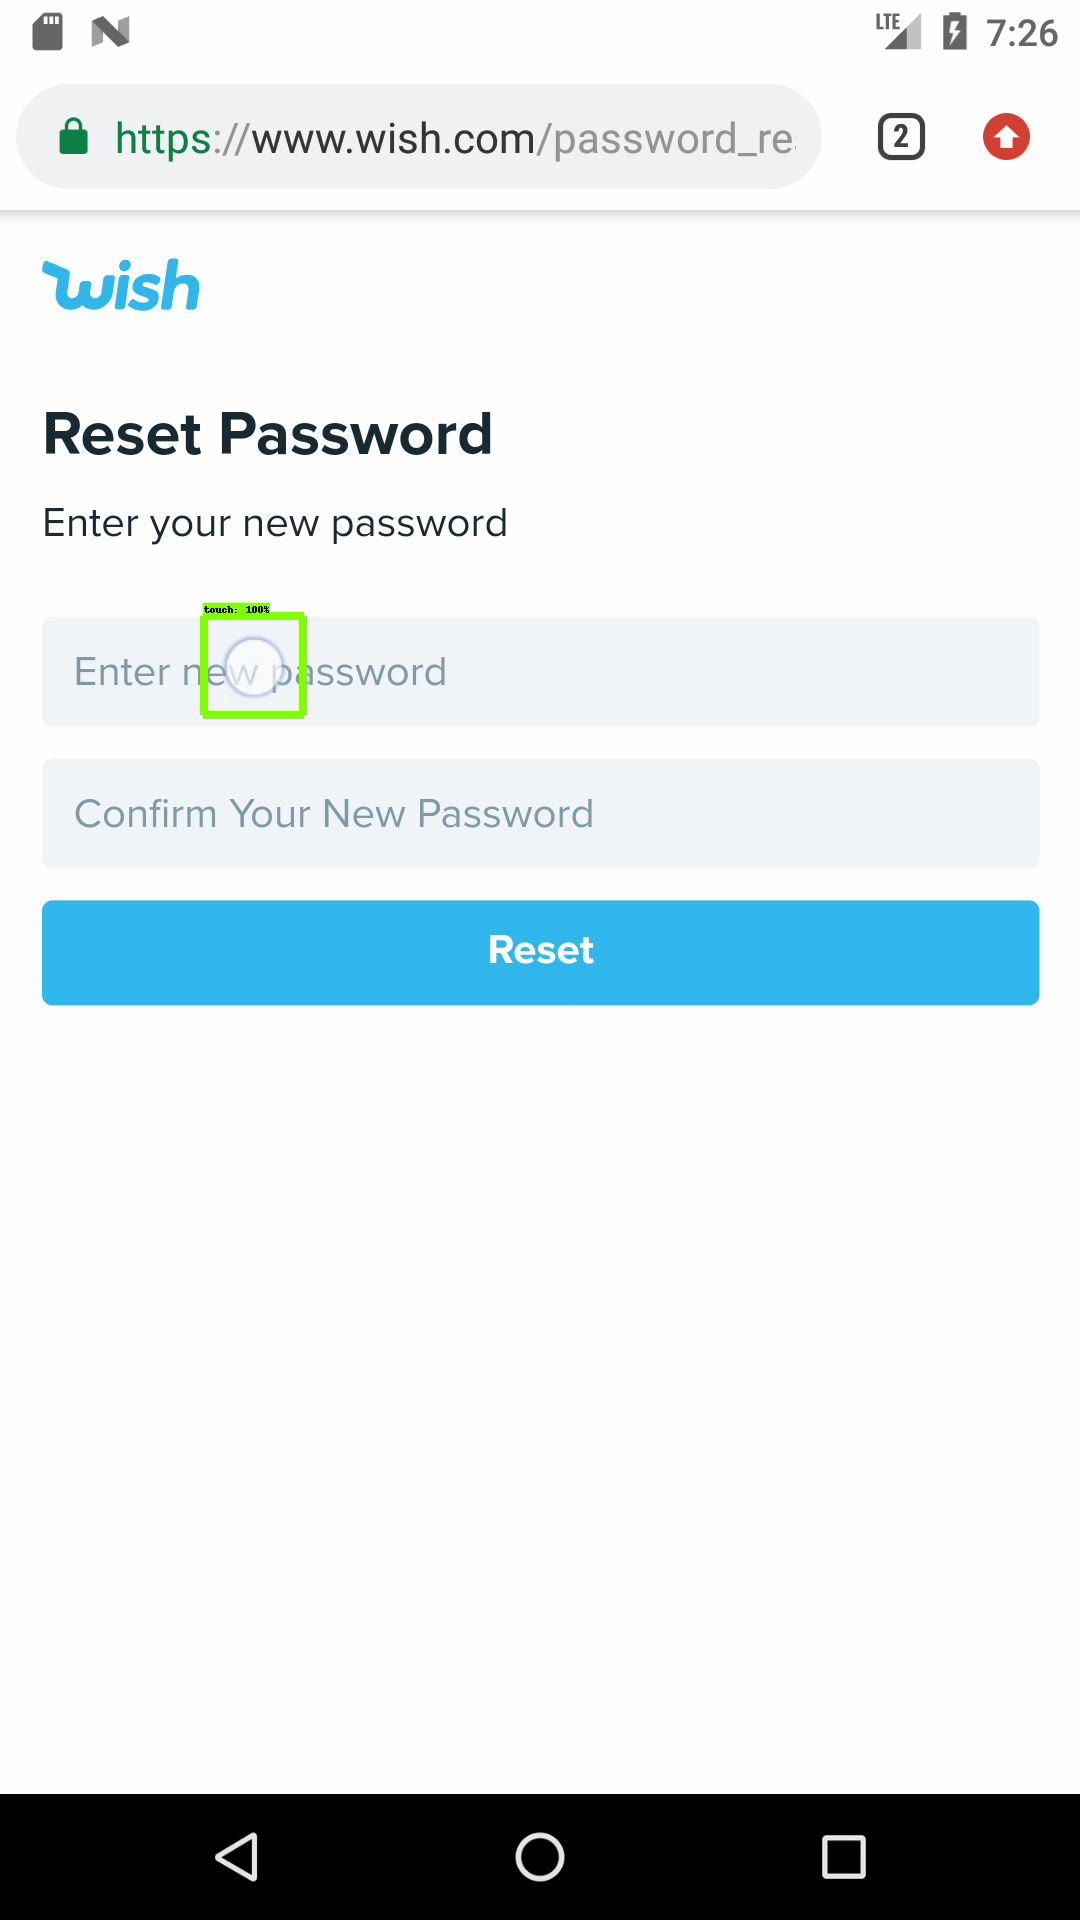 LTE 7:26
https://www.wish.com/password_re
2
wish
Reset Password
Enter your new password
touch: 100%
Enter new password
Confirm Your New Password
Reset